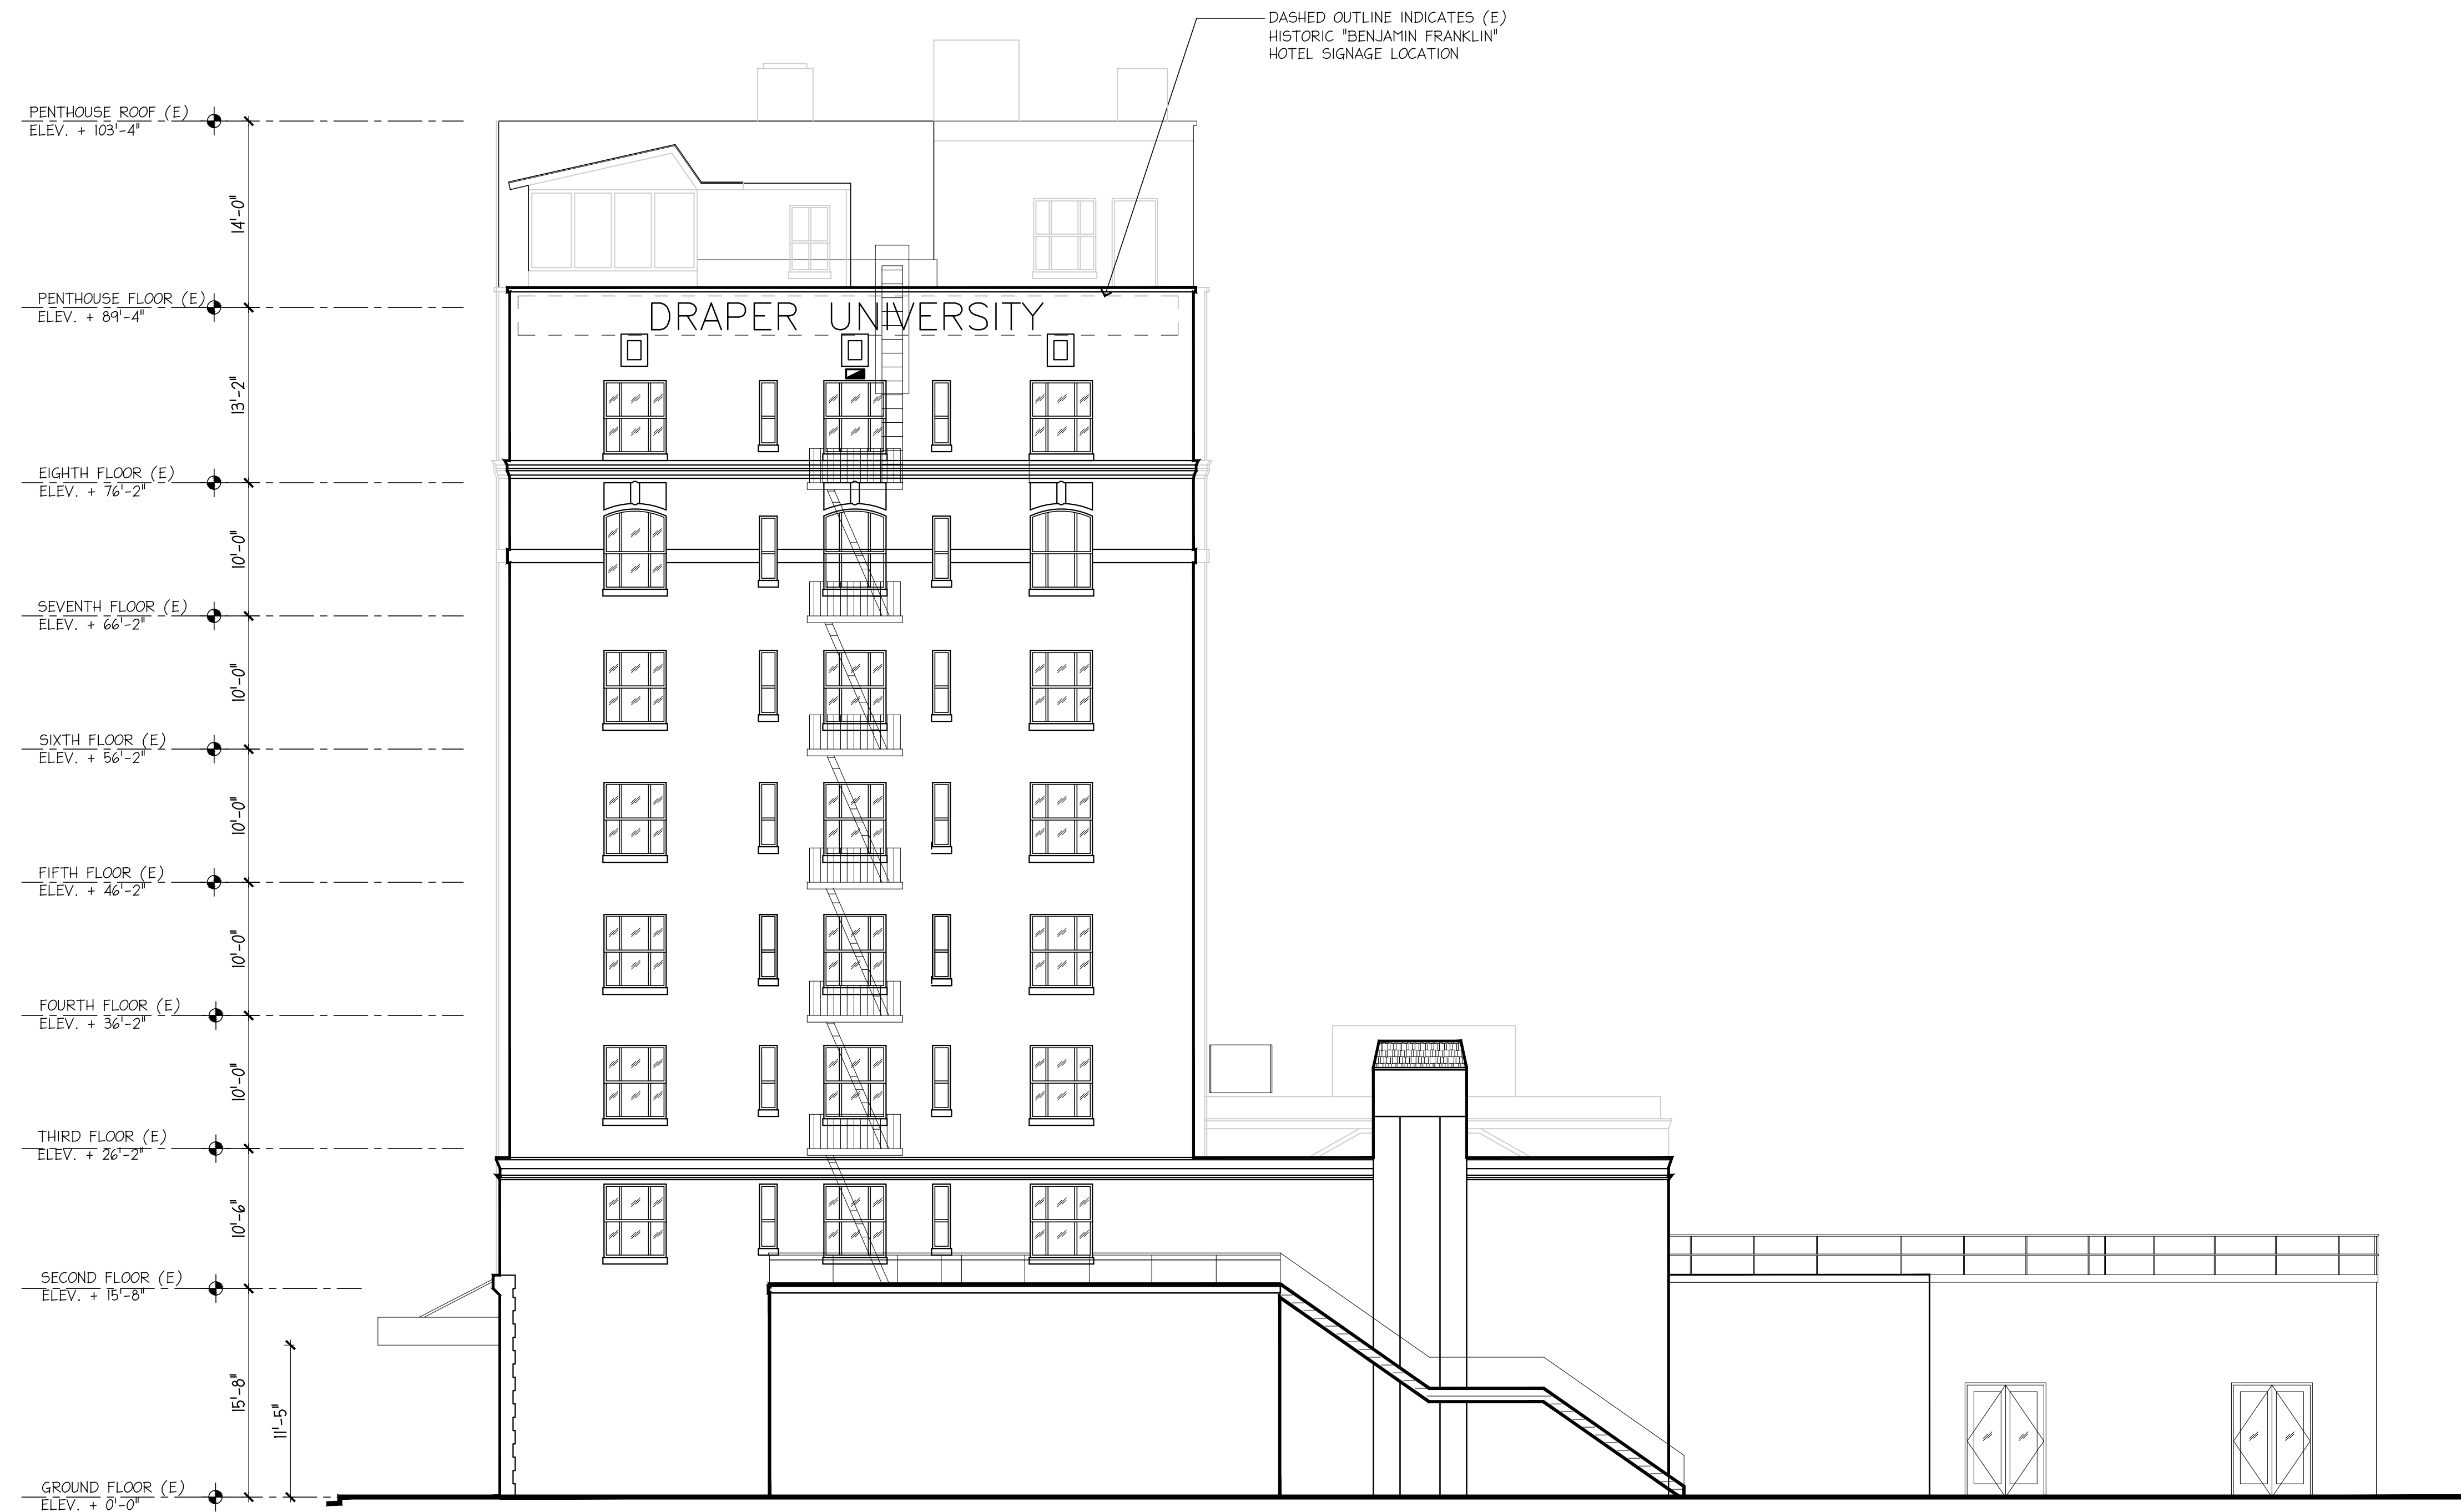 DASHED OUTLINE INDICATES (E)
HISTORIC "BENJAMIN FRANKLIN"
HOTEL SIGNAGE LOCATION
PENTHOUSE ROOF (E)
ELEV. + 103'-4"
14'-0"
PENTHOUSE FLOOR (E)
ELEV. + 89'-4"
DRAPER UNIVERSITY
13'-2"
EIGHTH FLOOR (E)
ELEV. + 76'-2"
10'-0"
SEVENTH FLOOR (E)
ELEV. + 66'-2"
10'-0"
SIXTH FLOOR (E)
ELEV. + 56'-2"
10'-0"
FIFTH FLOOR (E)
ELEV. + 46'-2"
10'-0"
FOURTH FLOOR (E)
ELEV. + 36'-2"
10'-0"
THIRD FLOOR (E)
ELEV. + 26'-2"
10'-6"
SECOND FLOOR (E)
ELEV. + 15'-8"
15'-8"
11'-5"
GROUND FLOOR (E)
ELEV. + 0'-0"